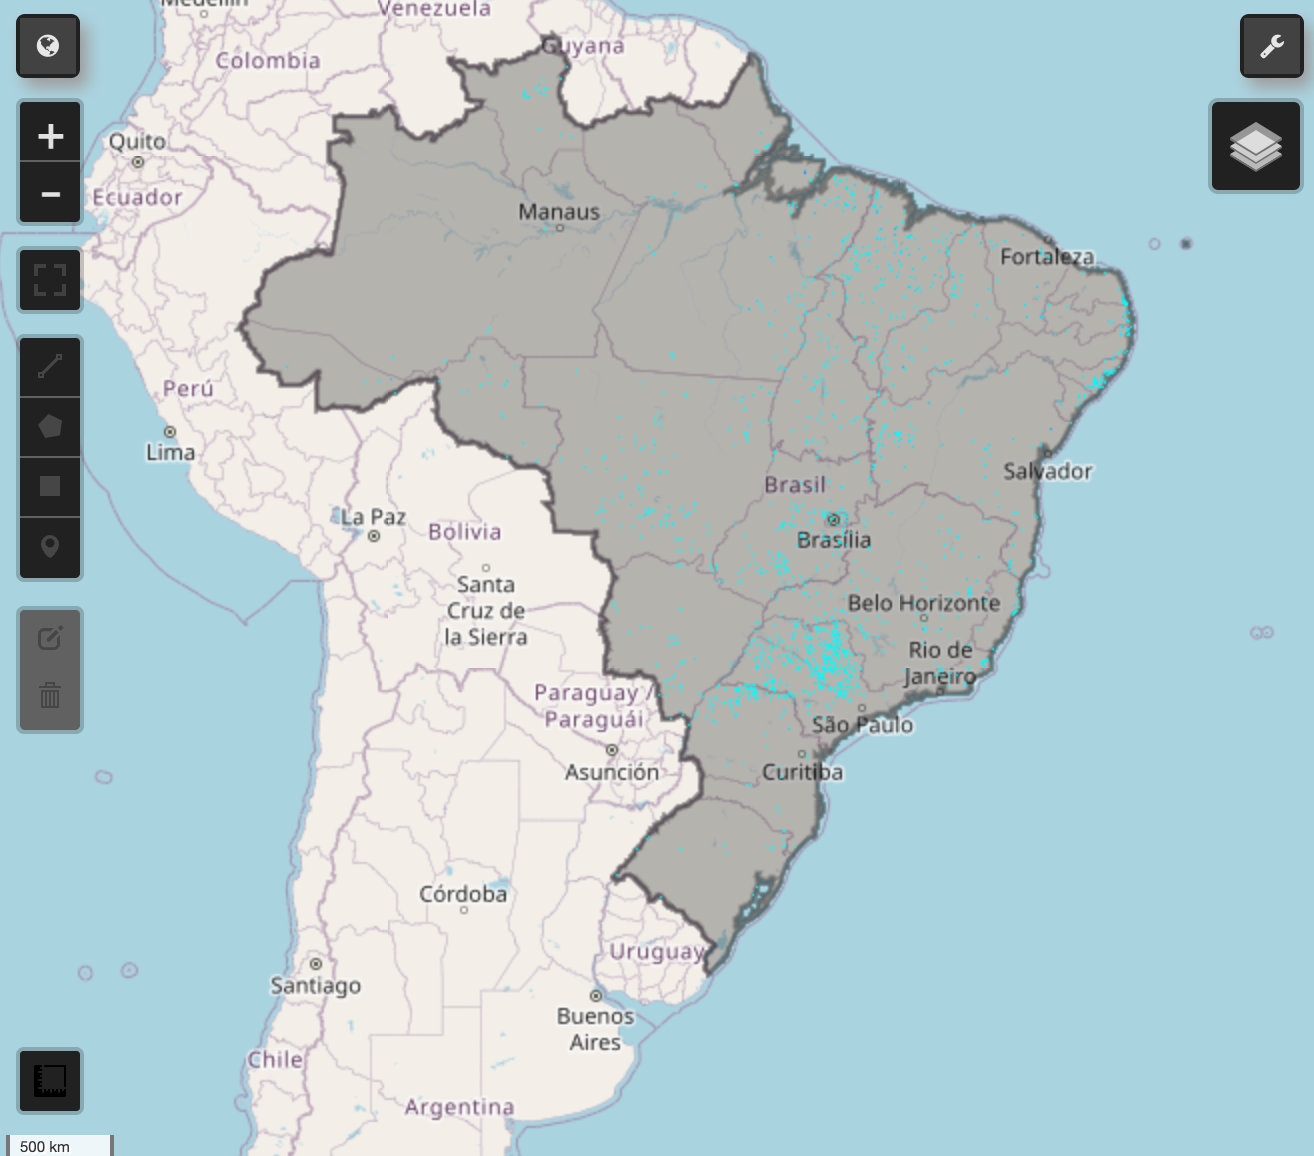 Medellín
Venezuela
Guyana
Colombia
Quito
Ecuador
Manaus
Fortaleza
Perú
Lima
Salvador
Brasil
La Paz
Bolivia
Brasília
Santa
Cruz de
la Sierra
Belo Horizonte
Rio de
Janeiro
Paraguay /
Paraguái
São Paulo
Asunción
Curitiba
Córdoba
Uruguay
Santiago
Buenos
Aires
Chile
Argentina
500 km